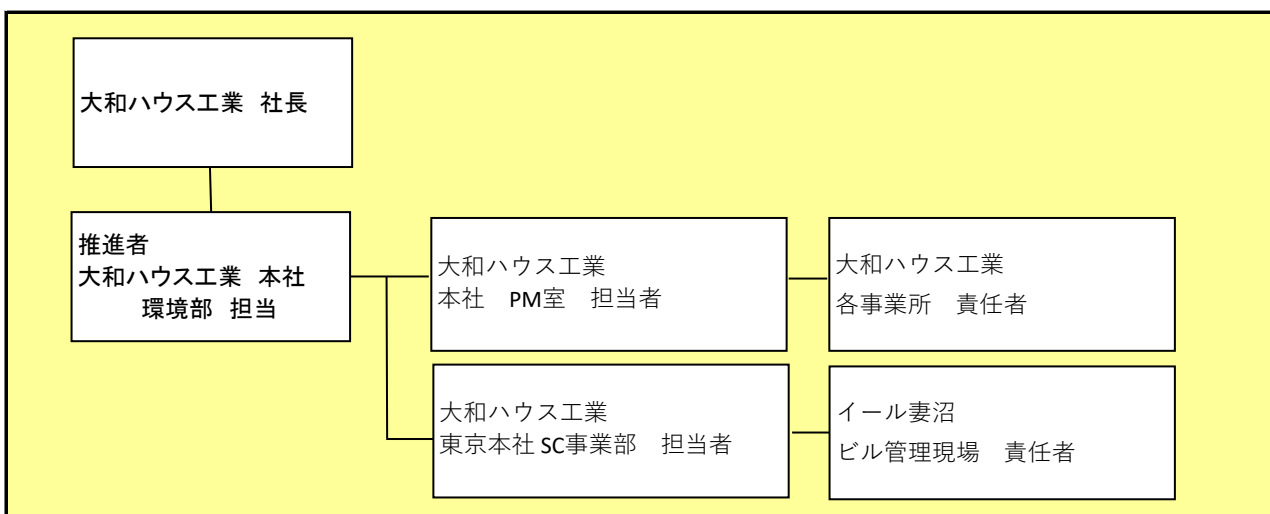 大和ハウス工業　社長
推進者
大和ハウス工業　本社
環境部　担当
大和ハウス工業
本社　PM室　担当者
大和ハウス工業
各事業所　責任者
大和ハウス工業
東京本社 SC事業部　担当者
イール妻沼
ビル管理現場　責任者